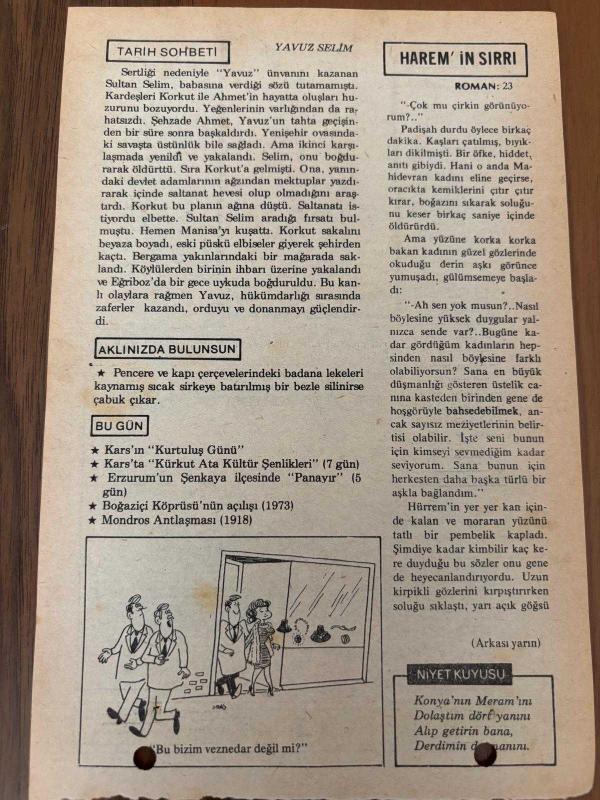 TARİH SOHBETİ
YAVUZ SELİM
Sertliği nedeniyle "Yavuz" ünvanını kazanan
Sultan Selim, babasına verdiği sözü tutamamıştı.
Kardeşleri Korkut ile Ahmet'in hayatta oluşları hu-
zurunu bozuyordu. Yeğenlerinin varlığından da ra-
hatsızdı. Şehzade Ahmet, Yavuz'un tahta geçişin-
den bir süre sonra başkaldırdı. Yenişehir ovasında-
ki savaşta üstünlük bile sağladı. Ama ikinci karşı-
laşmada yenildi ve yakalandı. Selim, onu boğdu-
rarak öldürttü. Sıra Korkut'a gelmişti. Ona, yanın-
daki devlet adamlarının ağzından mektuplar yazdı-
rarak içinde saltanat hevesi olup olmadığını araş-
tırdı. Korkut bu planın ağına düştü. Saltanatı is-
tiyordu elbette. Sultan Selim aradığı fırsatı bul-
muştu. Hemen Manisa'yı kuşattı. Korkut sakalını
beyaza boyadı, eski püskü elbiseler giyerek şehirden
kaçtı. Bergama yakınlarındaki bir mağarada sak-
landı. Köylülerden birinin ihbarı üzerine yakalandı
ve Eğriboz'da bir gece uykuda boğduruldu. Bu kan-
lı olaylara rağmen Yavuz, hükümdarlığı sırasında
zaferler kazandı, orduyu ve donanmayı güçlendir-
di.
AKLINIZDA BULUNSUN
★ Pencere ve kapı çerçevelerindeki badana lekeleri
kaynamış sıcak sirkeye batırılmış bir bezle silinirse
çabuk çıkar.
BU GÜN
★ Kars'ın "Kurtuluş Günü"
★ Kars'ta "Kürkut Ata Kültür Şenlikleri" (7 gün)
★ Erzurum'un Şenkaya ilçesinde "Panayır" (5
gün)
★ Boğaziçi Köprüsü'nün açılışı (1973)
★ Mondros Antlaşması (1918)
"Bu bizim veznedar değil mi?"
HAREM' İN SIRRI
ROMAN: 23
"-Çok mu çirkin görünüyo-
rum?.."
Padişah durdu öylece birkaç
dakika. Kaşları çatılmış, bıyık-
ları dikilmişti. Bir öfke, hiddet,
anıtı gibiydi. Hani o anda Ma-
hidevran kadını eline geçirse,
oracıkta kemiklerini çıtır çıtır
kırar, boğazını sıkarak soluğu-
nu keser birkaç saniye içinde
öldürürdü.
Ama yüzüne korka korka
bakan kadının güzel gözlerinde
okuduğu derin aşkı görünce
yumuşadı, gülümsemeye başla-
dı:
"-Ah sen yok musun?..Nasıl
böylesine yüksek duygular yal-
nızca sende var?..Bugüne ka-
dar gördüğüm kadınların hep-
sinden nasıl böylesine farklı
olabiliyorsun? Sana en büyük
düşmanlığı gösteren üstelik ca-
nına kasteden birinden gene de
hoşgörüyle bahsedebilmek, an-
cak sayısız meziyetlerinin belir-
tisi olabilir. İşte seni bunun
için kimseyi sevmediğim kadar
seviyorum. Sana bunun için
herkesten daha başka türlü bir
aşkla bağlandım."
Hürrem'in yer yer kan için-
de kalan ve moraran yüzünü
tatlı bir pembelik kapladı.
Şimdiye kadar kimbilir kaç ke-
re duyduğu bu sözler onu gene
de heyecanlandırıyordu. Uzun
kirpikli gözlerini kırpıştırırken
soluğu sıklaştı, yarı açık göğsü
(Arkası yarın)
NİYET KUYUSU
Konya'nın Meram'ını
Dolaştım dört yanını
Alıp getirin bana,
Derdimin